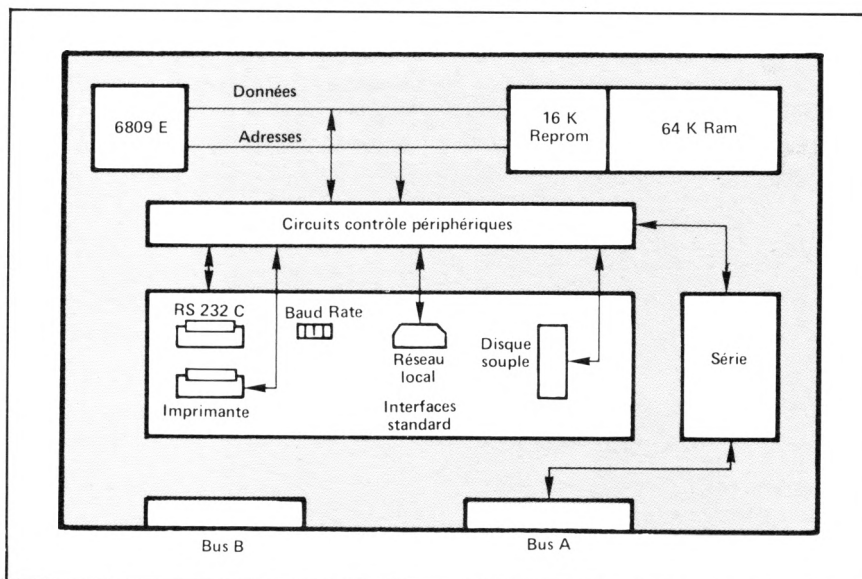 Données
6809 E
Adresses
16 K
Reprom
64 K Ram
Circuits contrôle périphériques
RS 232 C
Baud Rate
Réseau
local
Disque
souple
Imprimante
Interfaces
standard
Série
Bus B
Bus A